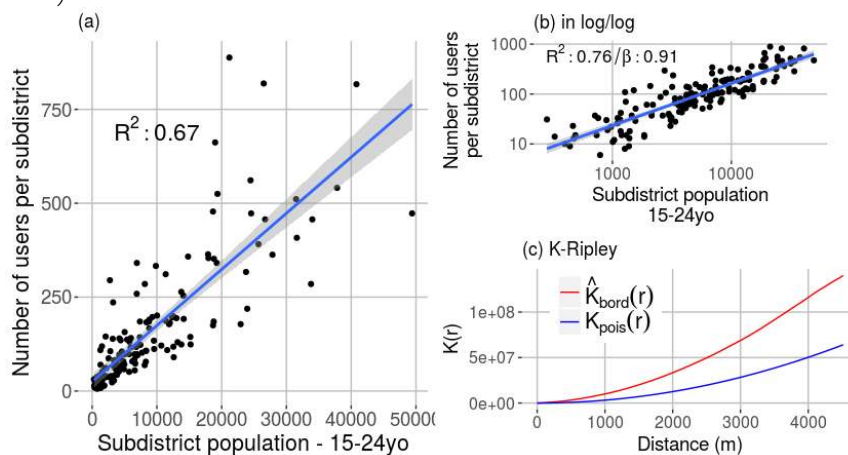 (a)
Number of users per subdistrict
750
500
250
0
R²:0.67
0
10000
20000
30000
40000
50000
Subdistrict population - 15-24yo
(b) in log/log
Number of users
per subdistrict
1000
100
10
R²:0.76/β:0.91
1000
10000
Subdistrict population
15-24yo
(c) K-Ripley
K(r)
1e+08
5e+07
0e+00
K̂bord(r)
Kpois(r)
0
1000
2000
3000
4000
Distance (m)